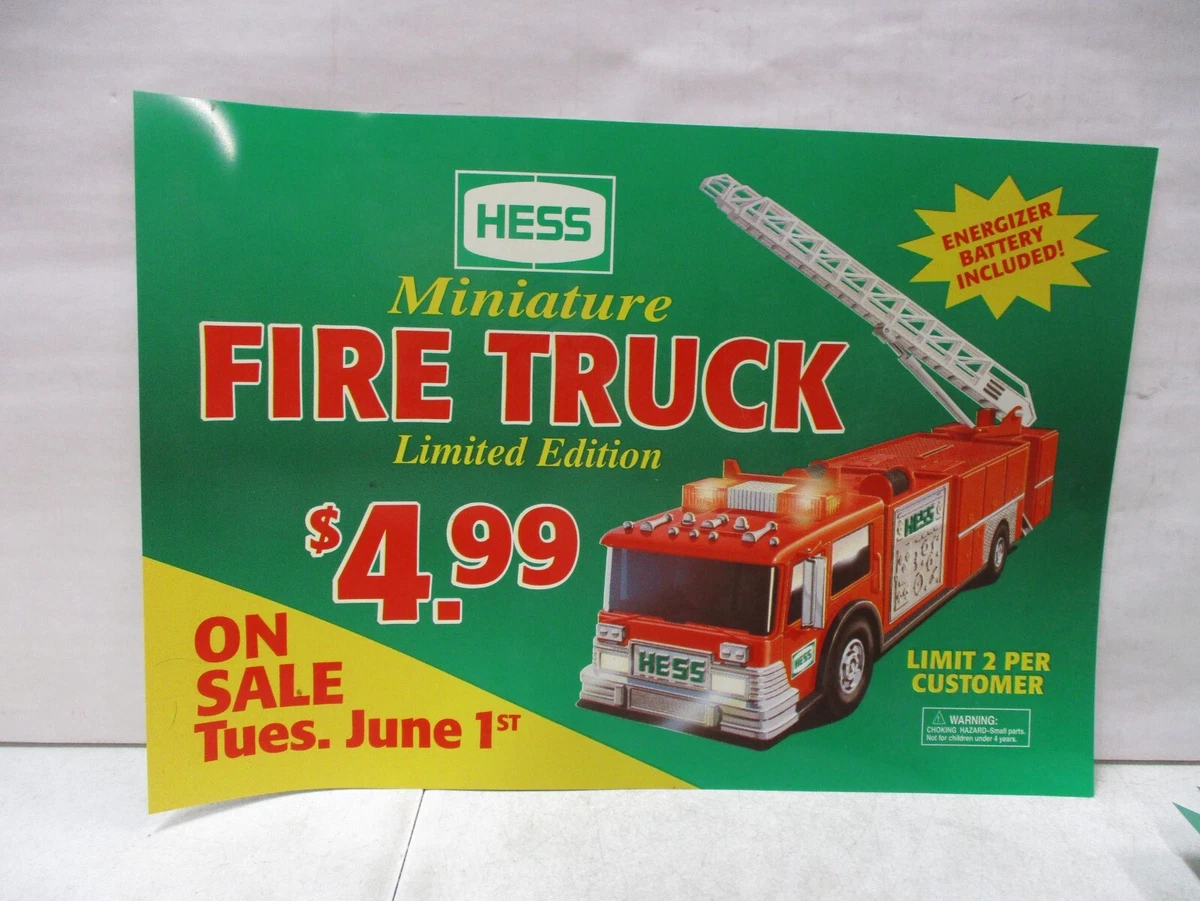 HESS
Miniature
FIRE TRUCK
Limited Edition
$4.99
ON
SALE
Tues. June 1ST
ENERGIZER
BATTERY
INCLUDED!
HESS
HESS
HESS
LIMIT 2 PER
CUSTOMER
WARNING:
CHOKING HAZARD-Small parts.
Not for children under 4 years.